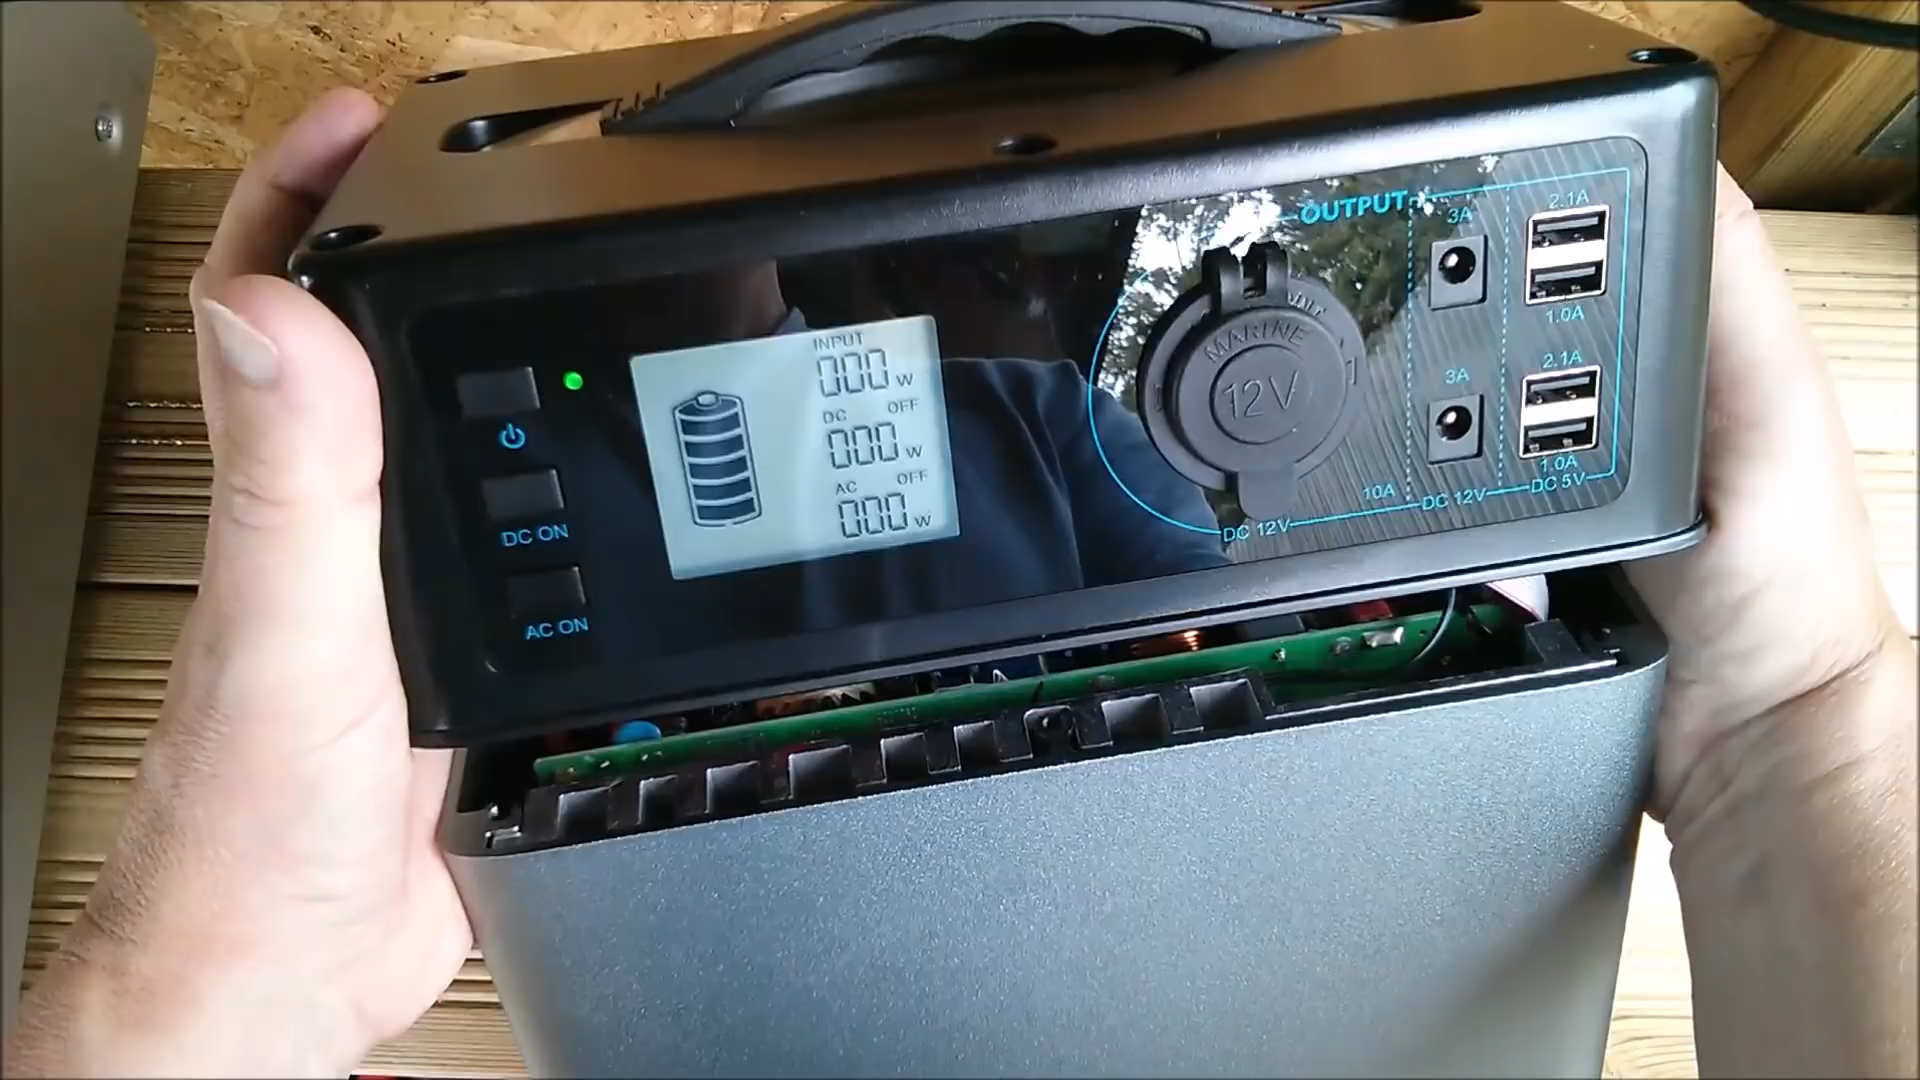 INPUT
000 W
DC OFF
000 W
AC OFF
000 W
DC ON
AC ON
OUTPUT
MARINE
12V
10A
DC 12V
3A
3A
DC 12V
2.1A
1.0A
2.1A
1.0A
DC 5V